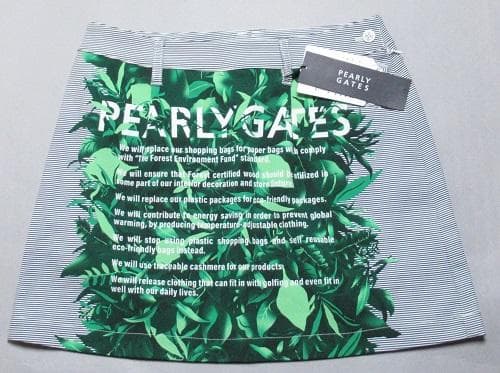 PEARLY
GATES
PEARLY GATES
We will replace our shopping bags for paper bags with comply
with "The Forest Environment Fund" standard.
We will ensure that Forest certified wood should be utilized in
some part of our interior decoration and store
We will replace our plastic packages for eco-friendly packages.
We will contribute to energy saving in order to prevent global
warming, by producing temperature-adjustable clothing.
We will stop using plastic shopping bags and sell reusable
eco-friendly bags instead.
We will use traceable cashmere for our products.
We will release clothing that can fit in with golfing and even fit in
well with our daily lives.